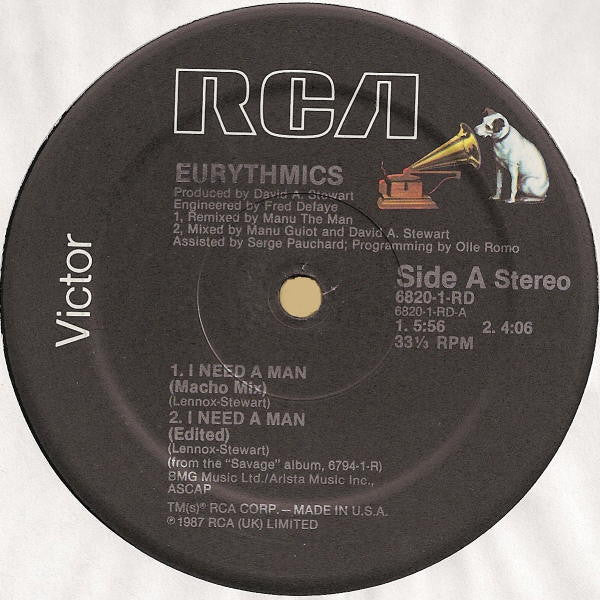 RCA
Victor
EURYTHMICS
Produced by David A. Stewart
Engineered by Fred Defaye
1, Remixed by Manu The Man
2, Mixed by Manu Guiot and David A. Stewart
Assisted by Serge Pauchard; Programming by Olle Romo
Side A Stereo
6820-1-RD
6820-1-RD-A
1. 5:56 2. 4:06
33⅓ RPM
1. I NEED A MAN
(Macho Mix)
(Lennox-Stewart)
2. I NEED A MAN
(Edited)
(Lennox-Stewart)
(from the "Savage" album, 6794-1-R)
BMG Music Ltd./Arista Music Inc.,
ASCAP
TM(s)® RCA CORP. — MADE IN U.S.A.
℗1987 RCA (UK) LIMITED